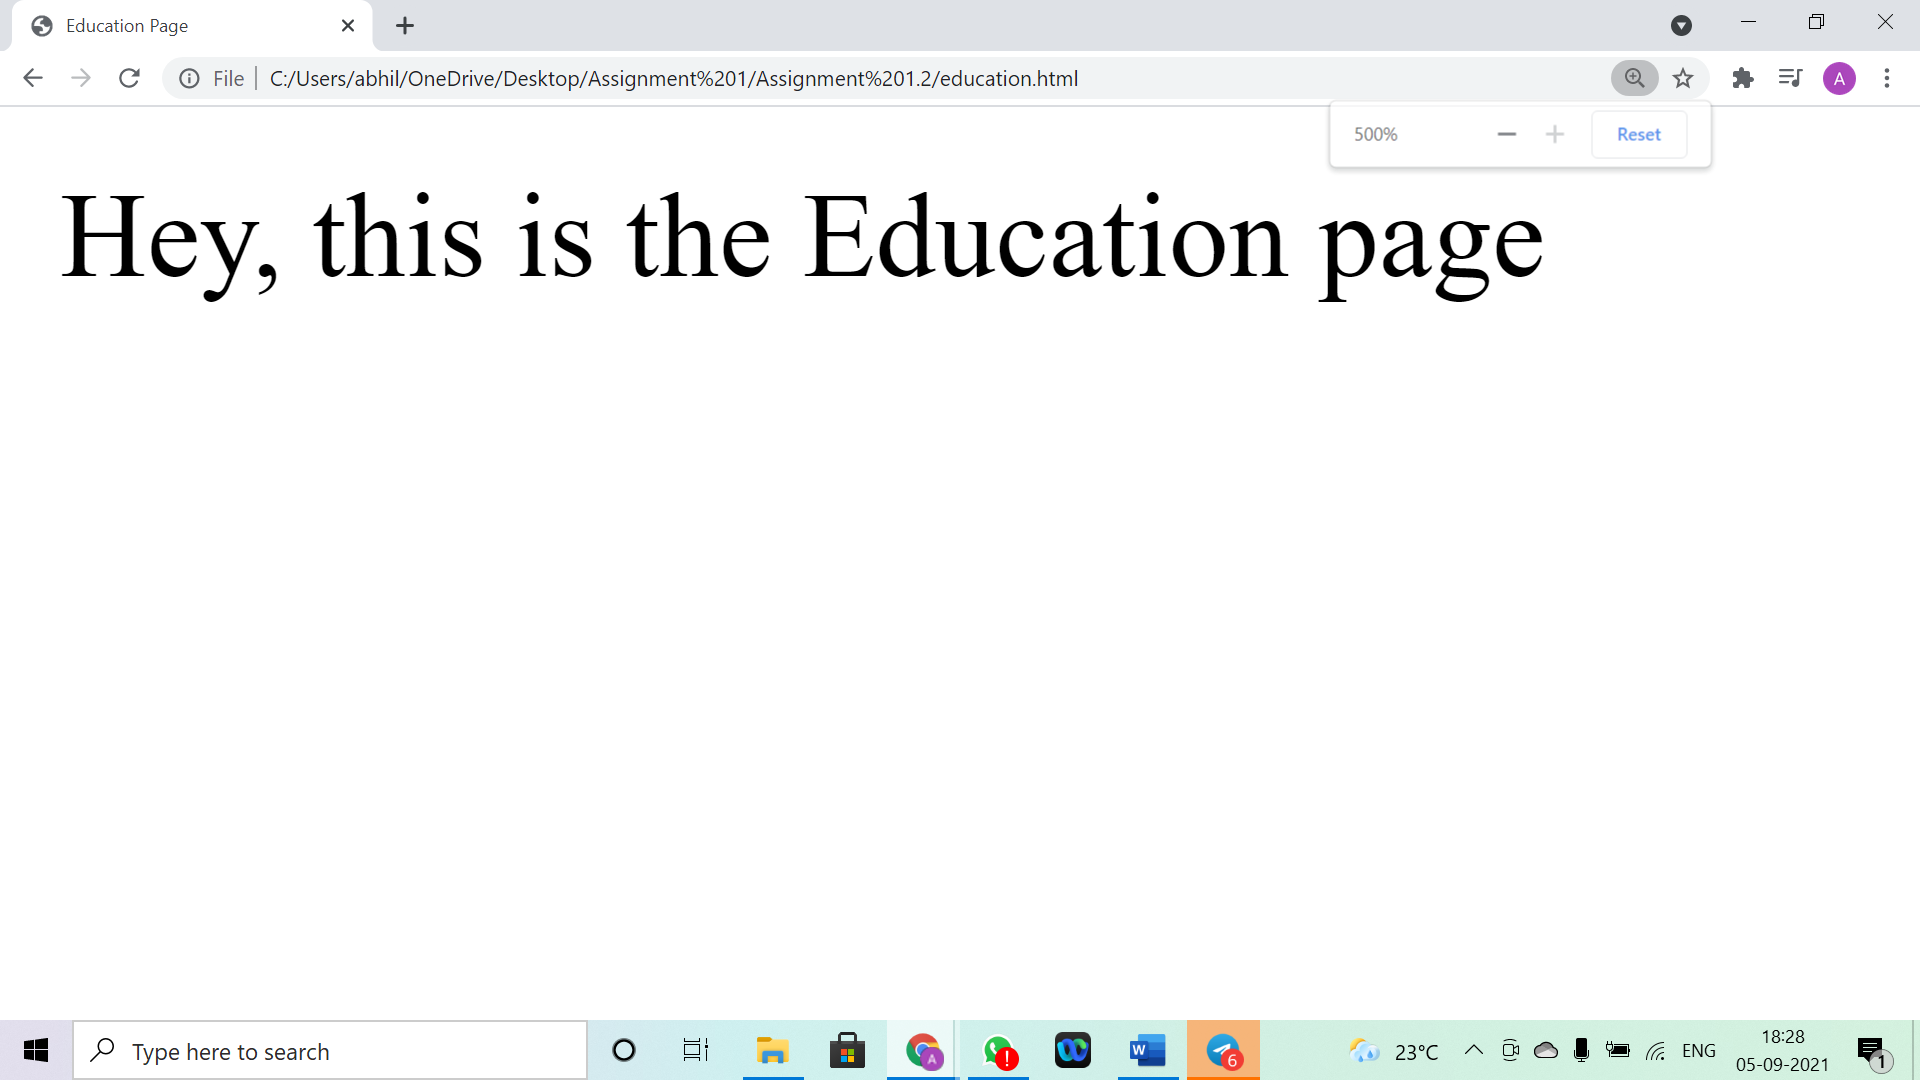 Education Page
File
C:/Users/abhil/OneDrive/Desktop/Assignment%201/Assignment%201.2/education.html
A
500%
Reset
Hey, this is the Education page
Type here to search
A
!
W
6
23°C
ENG
18:28
05-09-2021
1